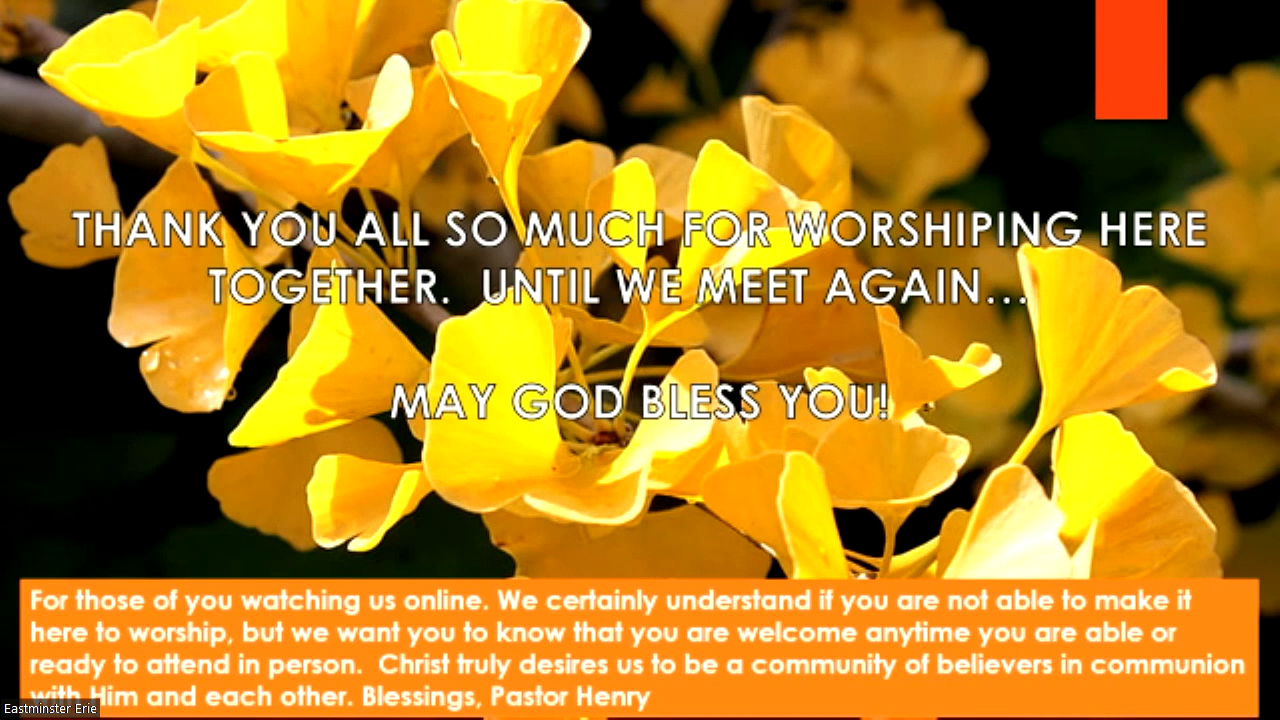 THANK YOU ALL SO MUCH FOR WORSHIPING HERE
TOGETHER.  UNTIL WE MEET AGAIN...
MAY GOD BLESS YOU!
For those of you watching us online. We certainly understand if you are not able to make it
here to worship, but we want you to know that you are welcome anytime you are able or
ready to attend in person.  Christ truly desires us to be a community of believers in communion
with Him and each other. Blessings, Pastor Henry
Eastminster Erie